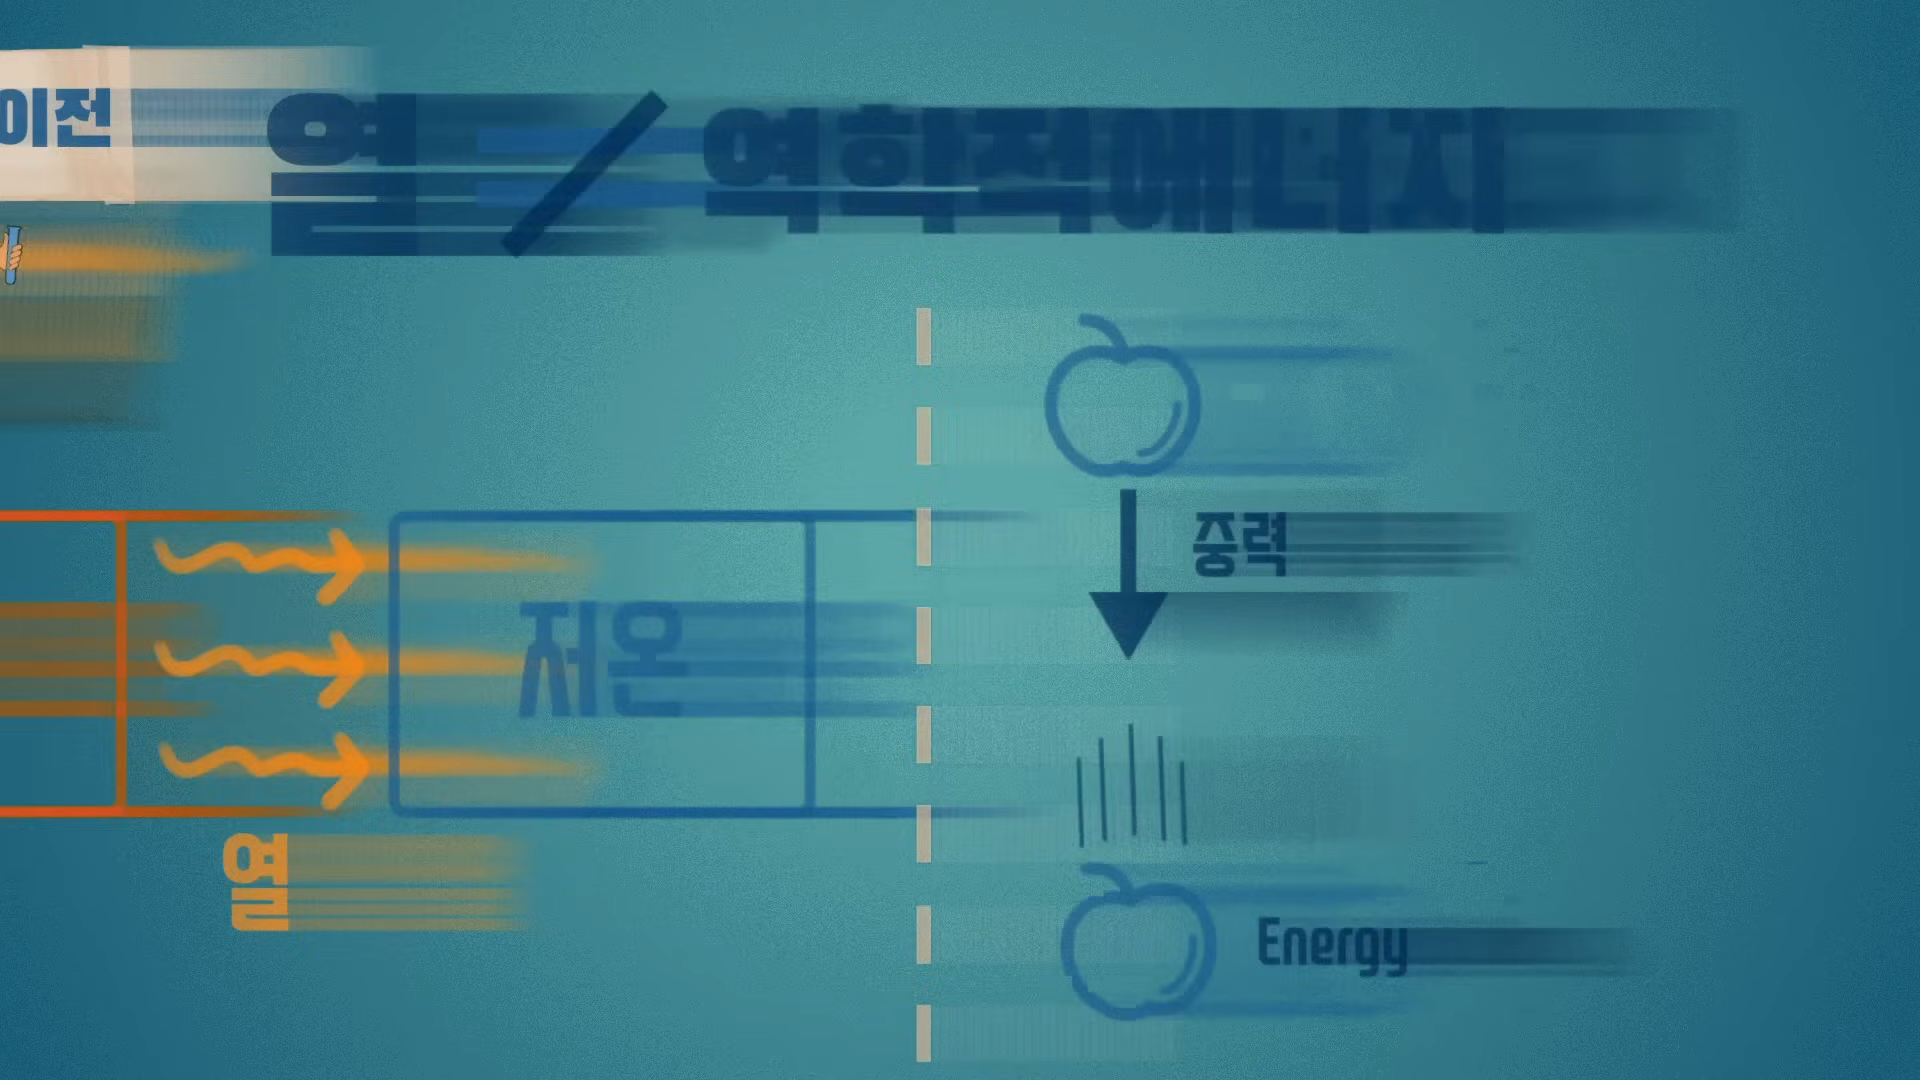 이전
열 / 역학적에너지
중력
저온
열
Energy